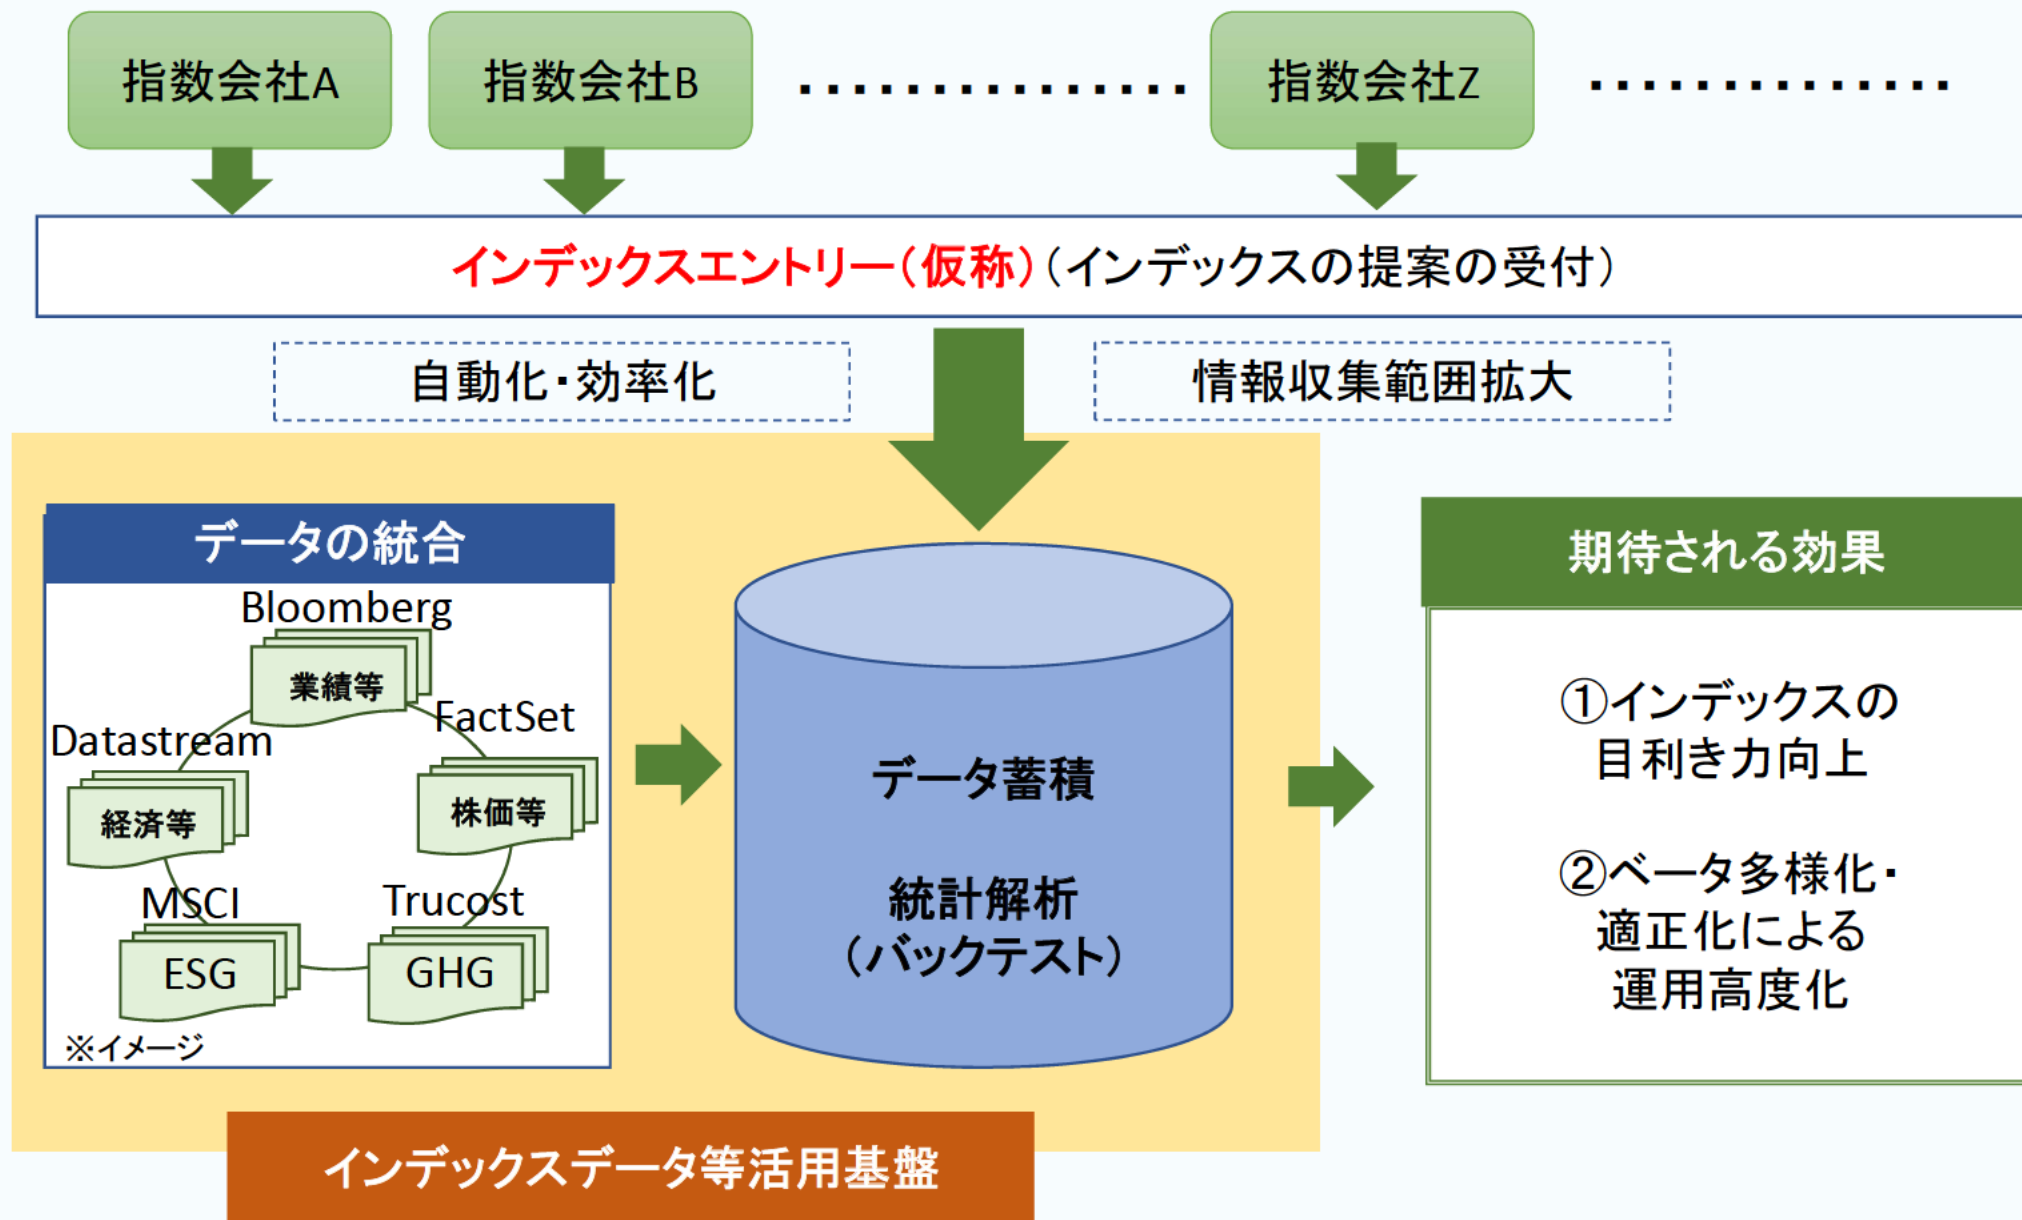 指数会社A
指数会社B
・・・・・・・・・・・・・・・
指数会社Z
・・・・・・・・・・・・・・
インデックスエントリー（仮称）（インデックスの提案の受付）
自動化・効率化
情報収集範囲拡大
データの統合
Bloomberg
業績等
FactSet
株価等
Datastream
経済等
MSCI
ESG
Trucost
GHG
※イメージ
データ蓄積
統計解析
（バックテスト）
期待される効果
①インデックスの
目利き力向上
②ベータ多様化・
適正化による
運用高度化
インデックスデータ等活用基盤